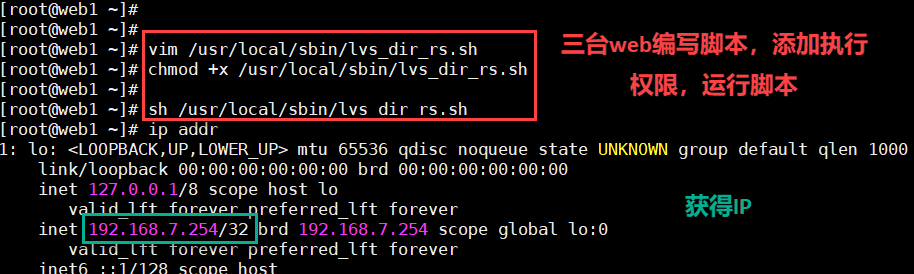 [root@web1 ~]#
[root@web1 ~]#
[root@web1 ~]# vim /usr/local/sbin/lvs_dir_rs.sh
[root@web1 ~]# chmod +x /usr/local/sbin/lvs_dir_rs.sh
[root@web1 ~]#
[root@web1 ~]# sh /usr/local/sbin/lvs_dir_rs.sh
三台web编写脚本，添加执行
权限，运行脚本
[root@web1 ~]# ip addr
1: lo: <LOOPBACK,UP,LOWER_UP> mtu 65536 qdisc noqueue state UNKNOWN group default qlen 1000
link/loopback 00:00:00:00:00:00 brd 00:00:00:00:00:00
inet 127.0.0.1/8 scope host lo
valid_lft forever preferred_lft forever
获得IP
inet 192.168.7.254/32 brd 192.168.7.254 scope global lo:0
valid_lft forever preferred_lft forever
inet6 ::1/128 scope host